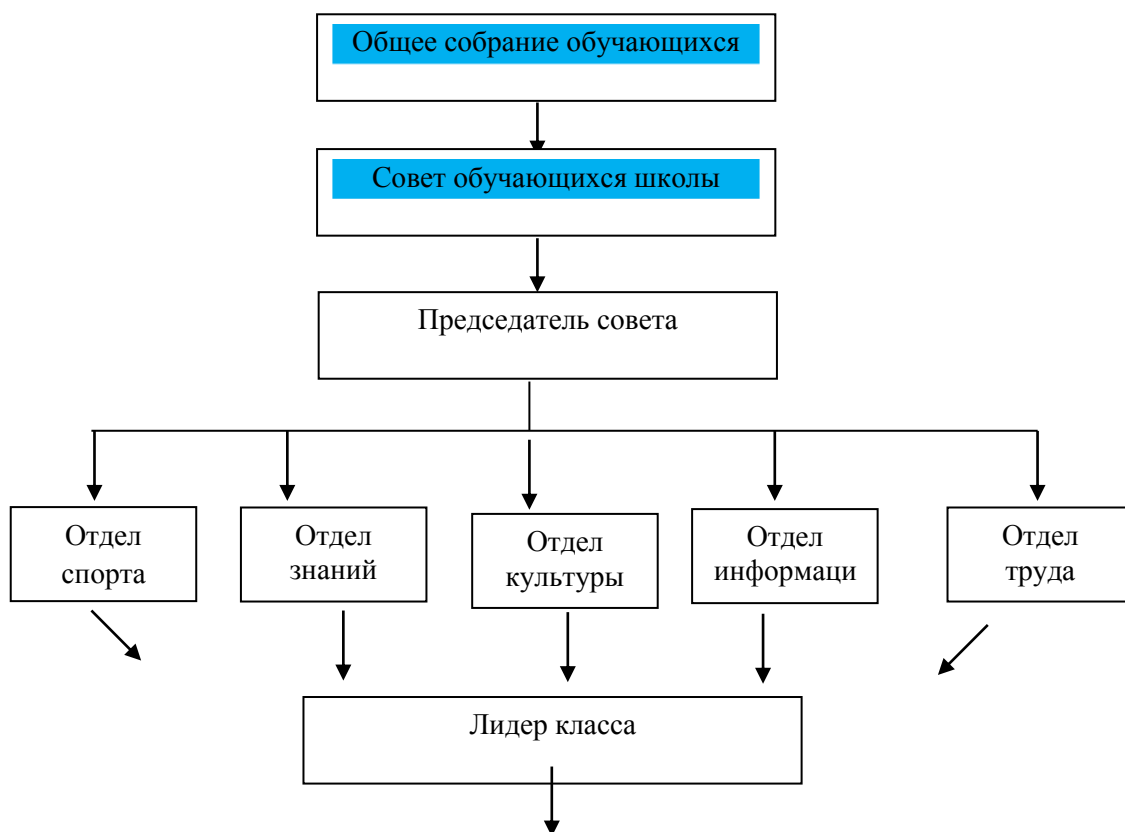 Общее собрание обучающихся
Совет обучающихся школы
Председатель совета
Отдел
спорта
Отдел
знаний
Отдел
культуры
Отдел
информаци
Отдел
труда
Лидер класса